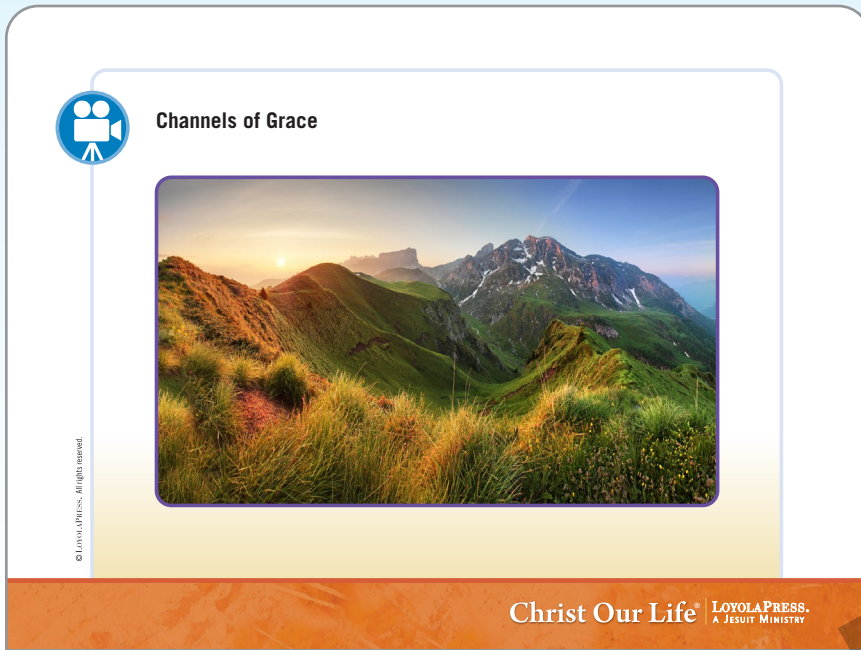 Channels of Grace
© LOYOLAPRESS. All rights reserved.
Christ Our Life®
LOYOLAPRESS.
A JESUIT MINISTRY